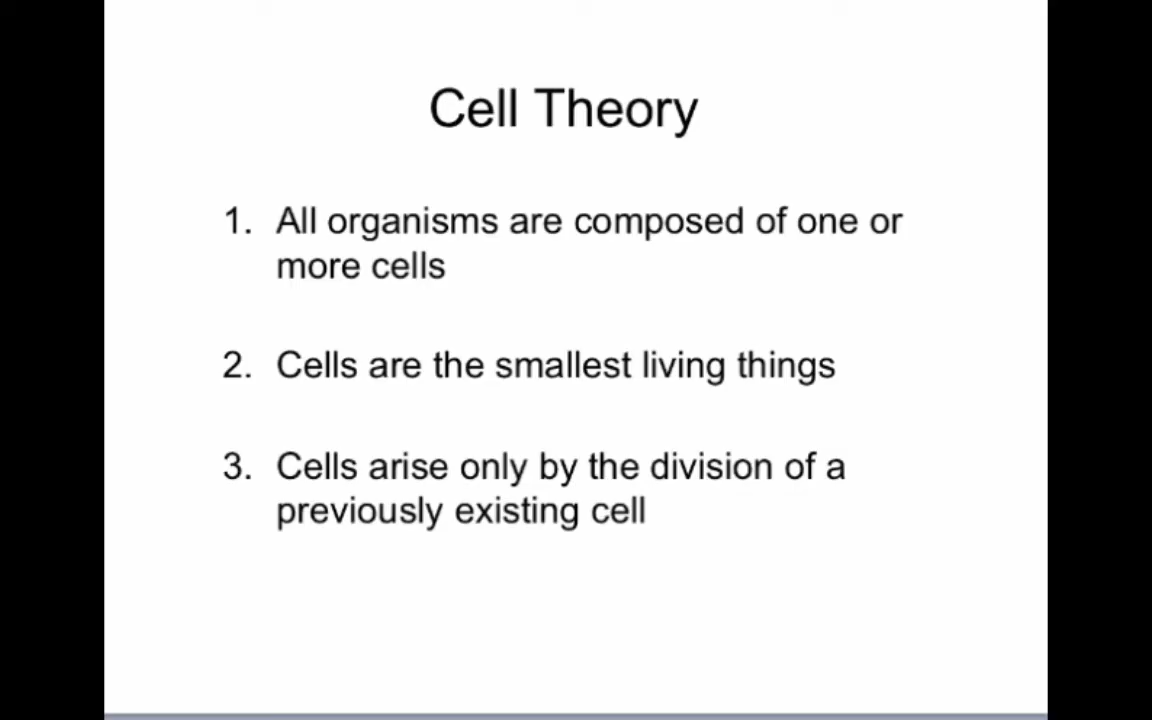 Cell Theory
1. All organisms are composed of one or
more cells
2. Cells are the smallest living things
3. Cells arise only by the division of a
previously existing cell